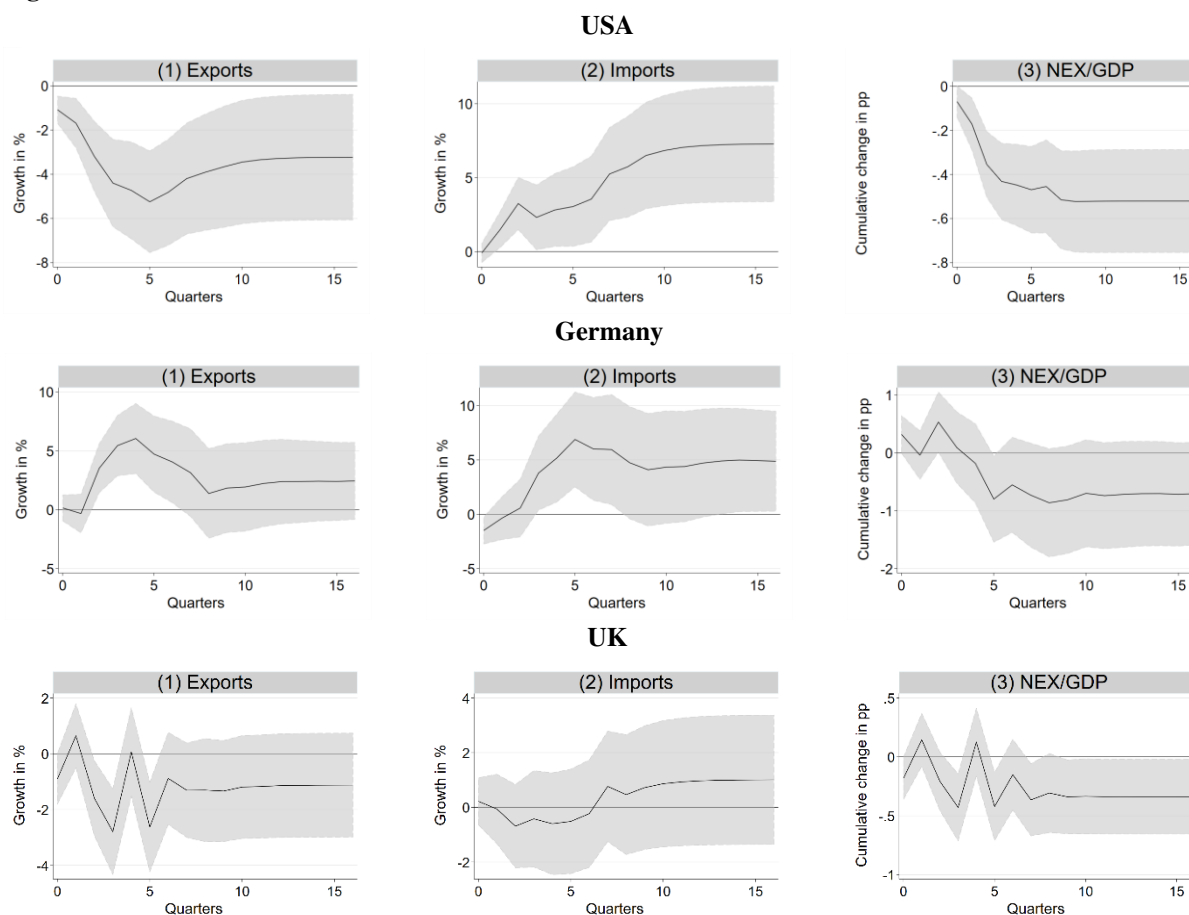 USA
(1) Exports
Growth in %
0
-2
-4
-6
-8
0 5 10 15
Quarters
(2) Imports
Growth in %
10
5
0
0 5 10 15
Quarters
(3) NEX/GDP
Cumulative change in pp
0
-.2
-.4
-.6
-.8
0 5 10 15
Quarters
Germany
(1) Exports
Growth in %
10
5
0
-5
0 5 10 15
Quarters
(2) Imports
Growth in %
10
5
0
-5
0 5 10 15
Quarters
(3) NEX/GDP
Cumulative change in pp
1
0
-1
-2
0 5 10 15
Quarters
UK
(1) Exports
Growth in %
2
0
-2
-4
0 5 10 15
Quarters
(2) Imports
Growth in %
4
2
0
-2
0 5 10 15
Quarters
(3) NEX/GDP
Cumulative change in pp
.5
0
-.5
-1
0 5 10 15
Quarters